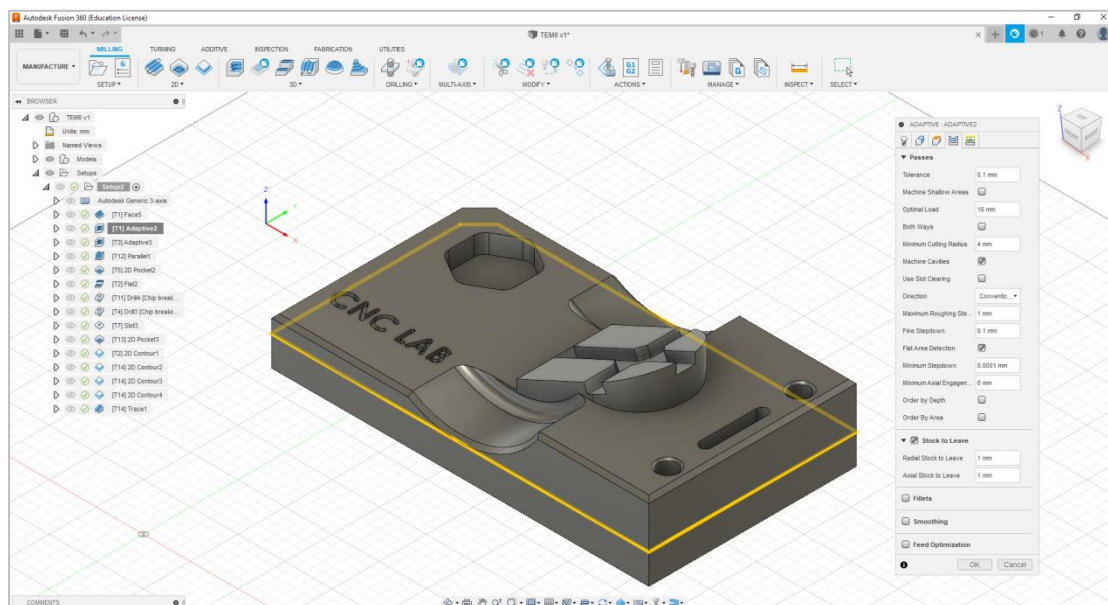 Autodesk Fusion 360 (Education License)
TEM6 v1*
1
MILLING TURNING ADDITIVE INSPECTION FABRICATION UTILITIES
MANUFACTURE
G
G1
G2
SETUP 2D 3D DRILLING MULTI-AXIS MODIFY ACTIONS MANAGE INSPECT SELECT
BROWSER
TEM6 v1
Units: mm
Named Views
Models
Setups
Setup2
Autodesk Generic 3-axis
[T1] Face5
[T1] Adaptive2
[T3] Adaptive3
[T12] Parallel1
[T5] 2D Pocket2
[T2] Flat2
[T11] Drill4 [Chip break...
[T4] Drill3 [Chip breaki...
[T7] Slot3
[T13] 2D Pocket3
[T2] 2D Contour1
[T14] 2D Contour2
[T14] 2D Contour3
[T14] 2D Contour4
[T14] Trace1
Z
Y
X
CNC LAB
Z
TOP
FRONT
RIGHT
X
ADAPTIVE : ADAPTIVE2
Passes
Tolerance 0.1 mm
Machine Shallow Areas
Optimal Load 16 mm
Both Ways
Minimum Cutting Radius 4 mm
Machine Cavities
Use Slot Clearing
Direction Conventio...
Maximum Roughing Ste... 1 mm
Fine Stepdown 0.1 mm
Flat Area Detection
Minimum Stepdown 0.0001 mm
Minimum Axial Engagen... 0 mm
Order by Depth
Order By Area
Stock to Leave
Radial Stock to Leave 1 mm
Axial Stock to Leave 1 mm
Fillets
Smoothing
Feed Optimization
OK Cancel
COMMENTS